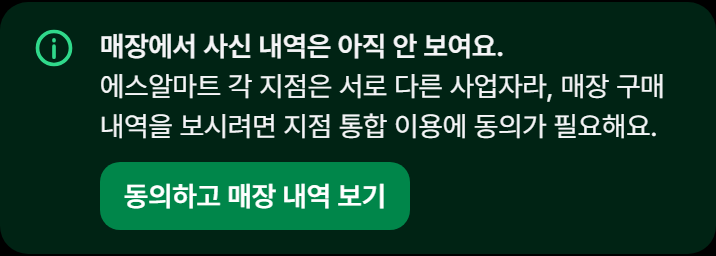 매장에서 사신 내역은 아직 안 보여요.
에스알마트 각 지점은 서로 다른 사업자라, 매장 구매
내역을 보시려면 지점 통합 이용에 동의가 필요해요.
동의하고 매장 내역 보기